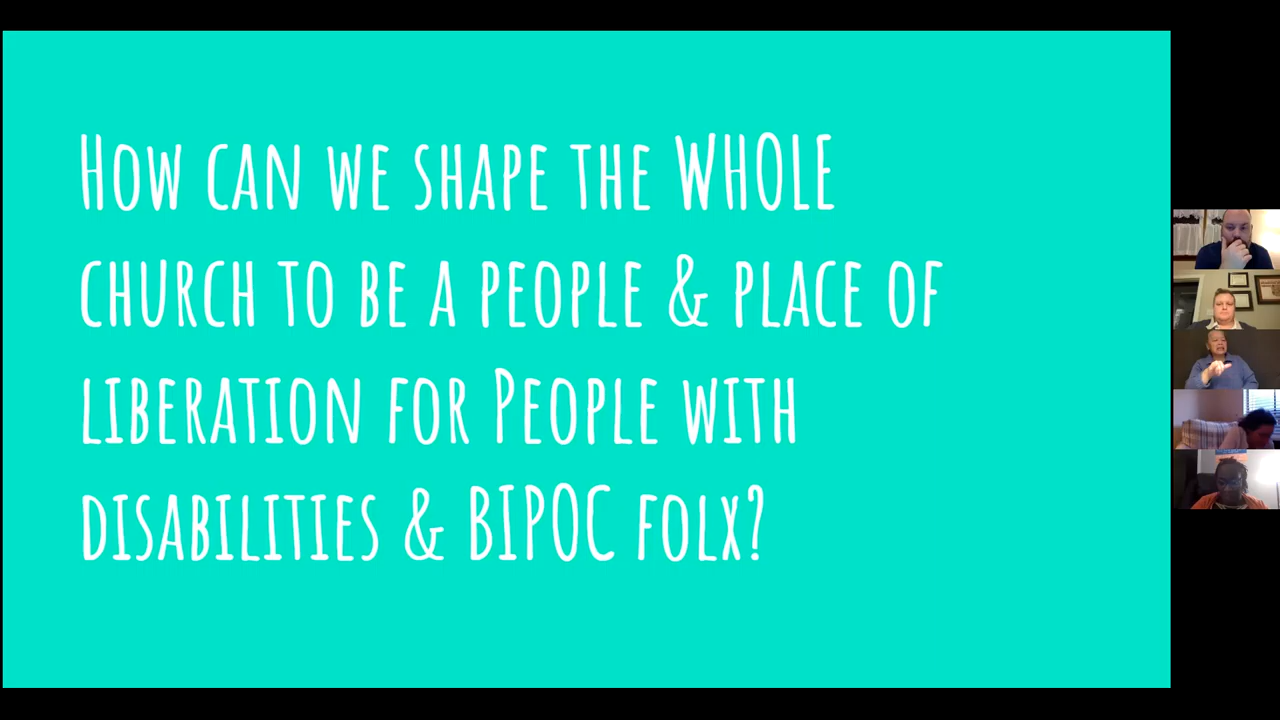 How can we shape the WHOLE
church to be a people & place of
liberation for People with
disabilities & BIPOC folx?